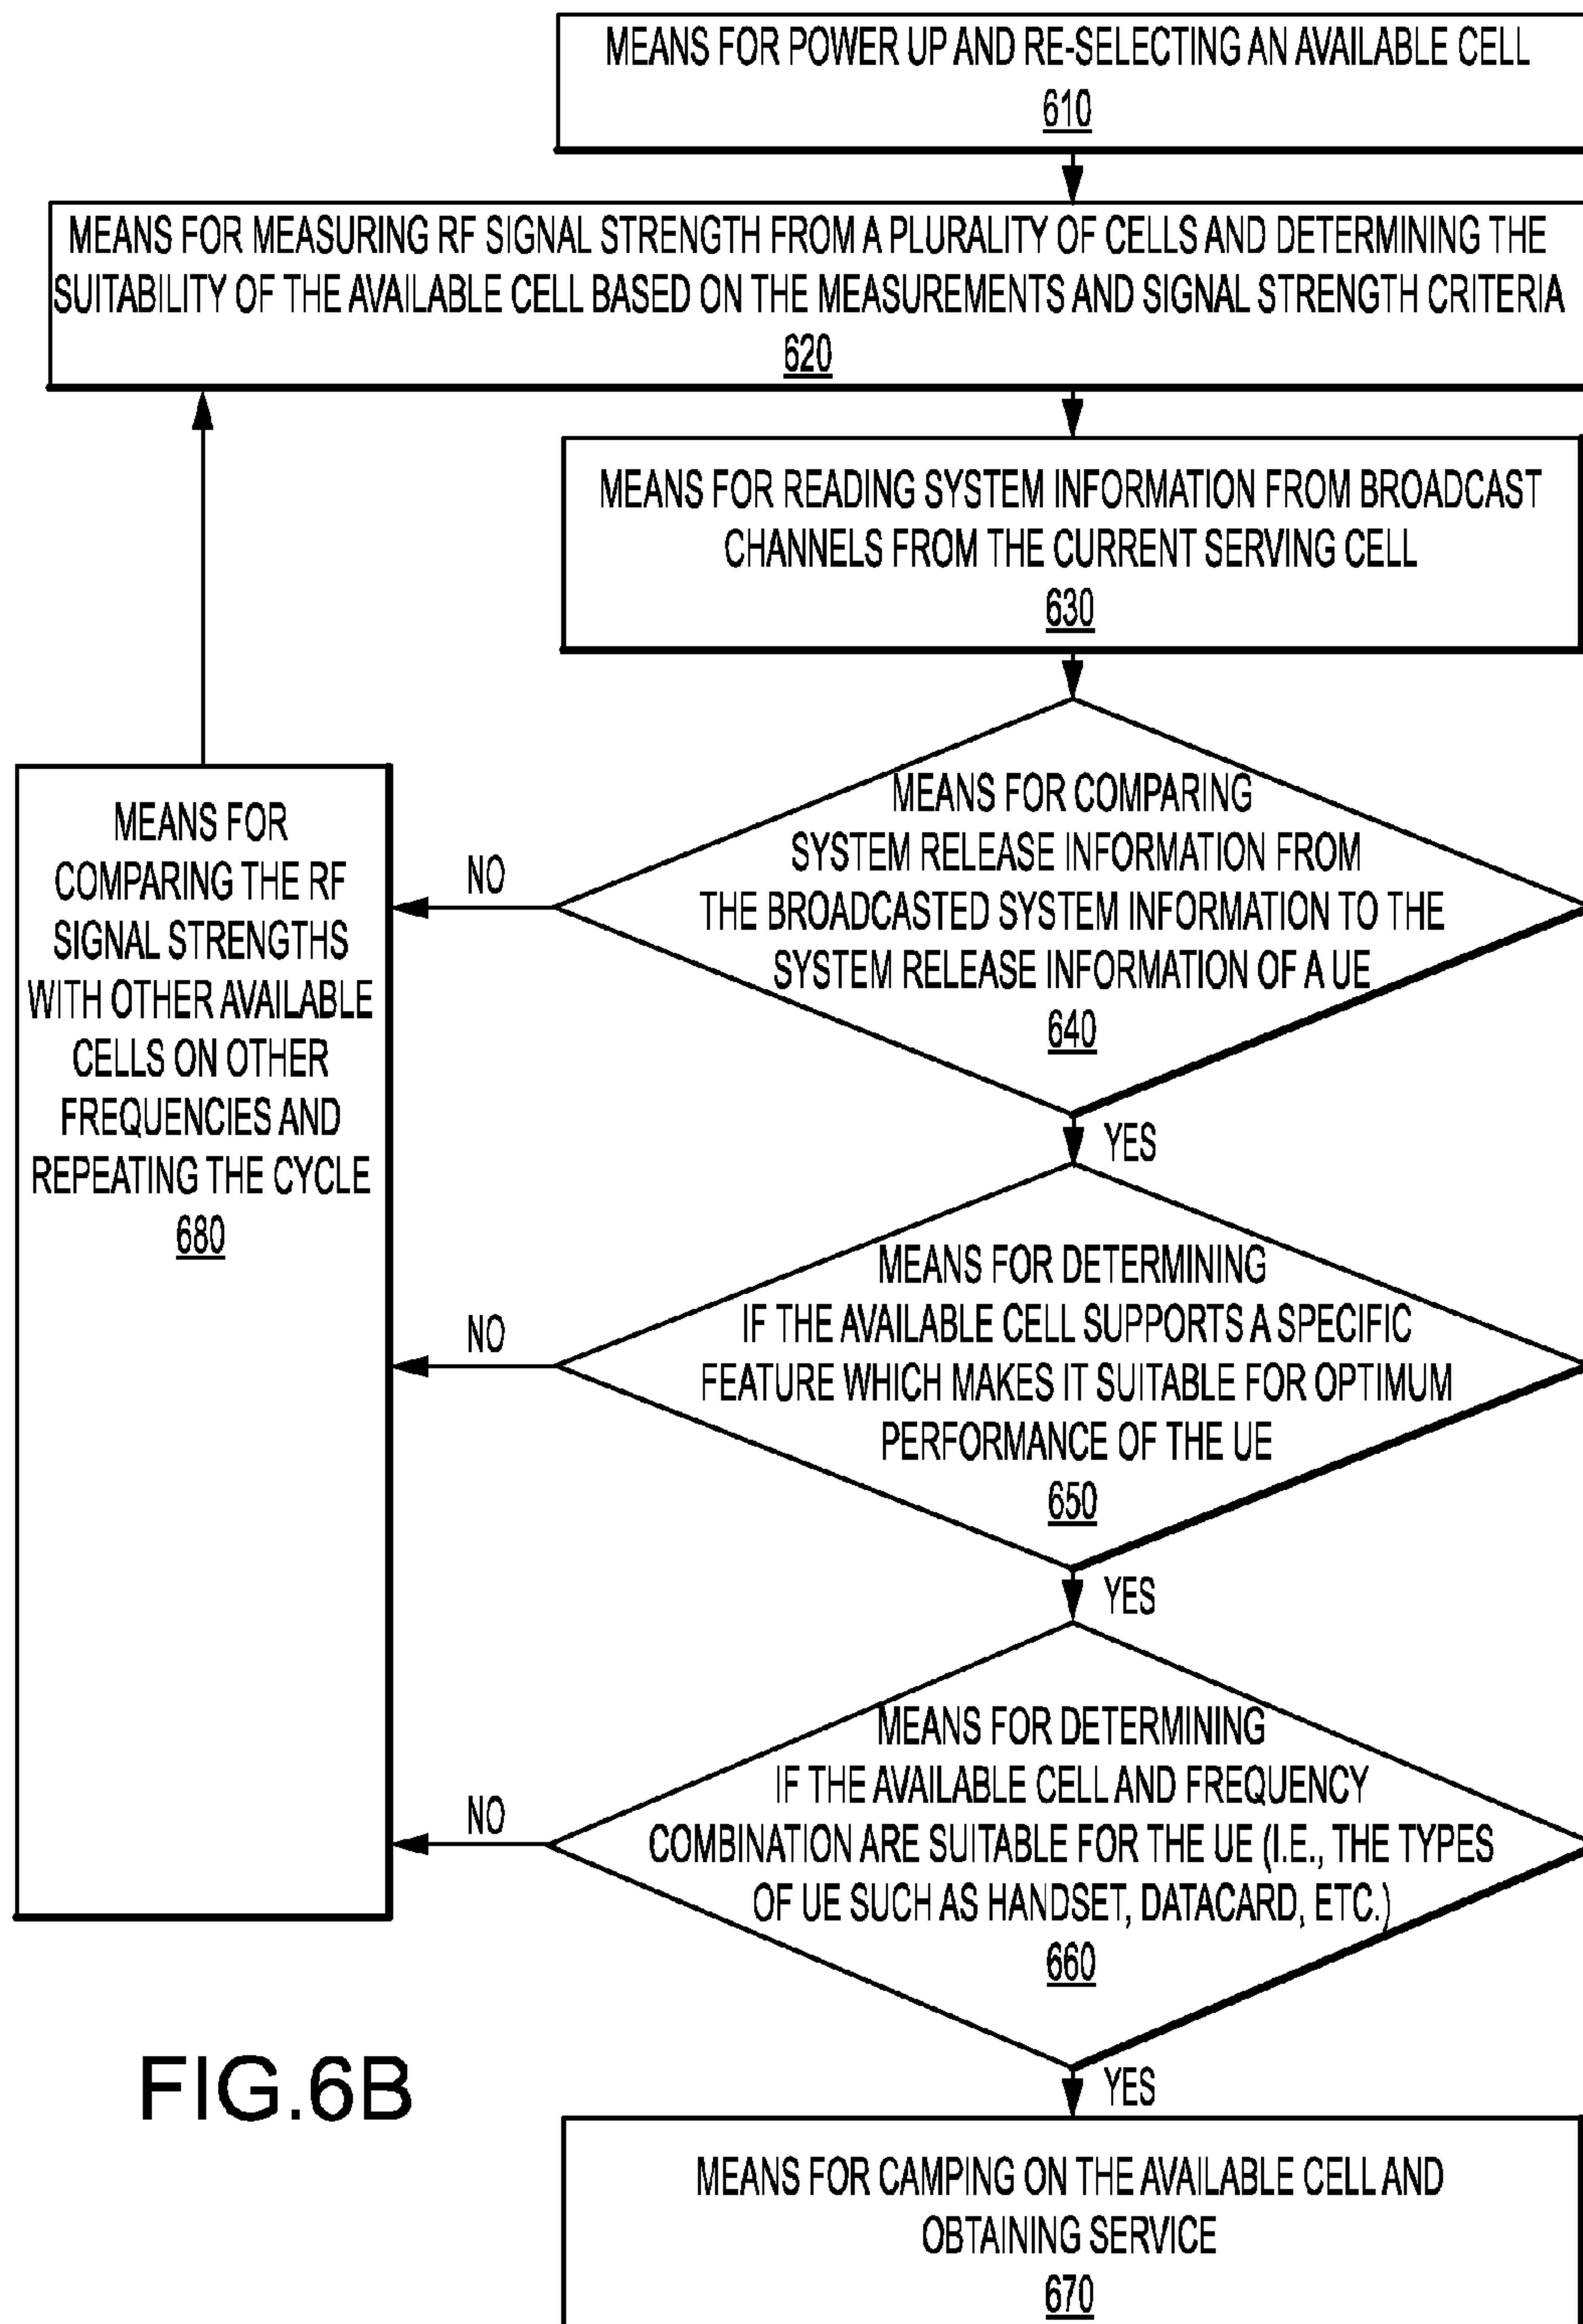 MEANS FOR POWER UP AND RE-SELECTING AN AVAILABLE CELL
610
MEANS FOR MEASURING RF SIGNAL STRENGTH FROM A PLURALITY OF CELLS AND DETERMINING THE
SUITABILITY OF THE AVAILABLE CELL BASED ON THE MEASUREMENTS AND SIGNAL STRENGTH CRITERIA
620
MEANS FOR READING SYSTEM INFORMATION FROM BROADCAST
CHANNELS FROM THE CURRENT SERVING CELL
630
MEANS FOR COMPARING
SYSTEM RELEASE INFORMATION FROM
THE BROADCASTED SYSTEM INFORMATION TO THE
SYSTEM RELEASE INFORMATION OF A UE
640
NO
YES
MEANS FOR
COMPARING THE RF
SIGNAL STRENGTHS
WITH OTHER AVAILABLE
CELLS ON OTHER
FREQUENCIES AND
REPEATING THE CYCLE
680
MEANS FOR DETERMINING
IF THE AVAILABLE CELL SUPPORTS A SPECIFIC
FEATURE WHICH MAKES IT SUITABLE FOR OPTIMUM
PERFORMANCE OF THE UE
650
NO
YES
MEANS FOR DETERMINING
IF THE AVAILABLE CELL AND FREQUENCY
COMBINATION ARE SUITABLE FOR THE UE (I.E., THE TYPES
OF UE SUCH AS HANDSET, DATACARD, ETC.)
660
NO
YES
MEANS FOR CAMPING ON THE AVAILABLE CELL AND
OBTAINING SERVICE
670
FIG.6B